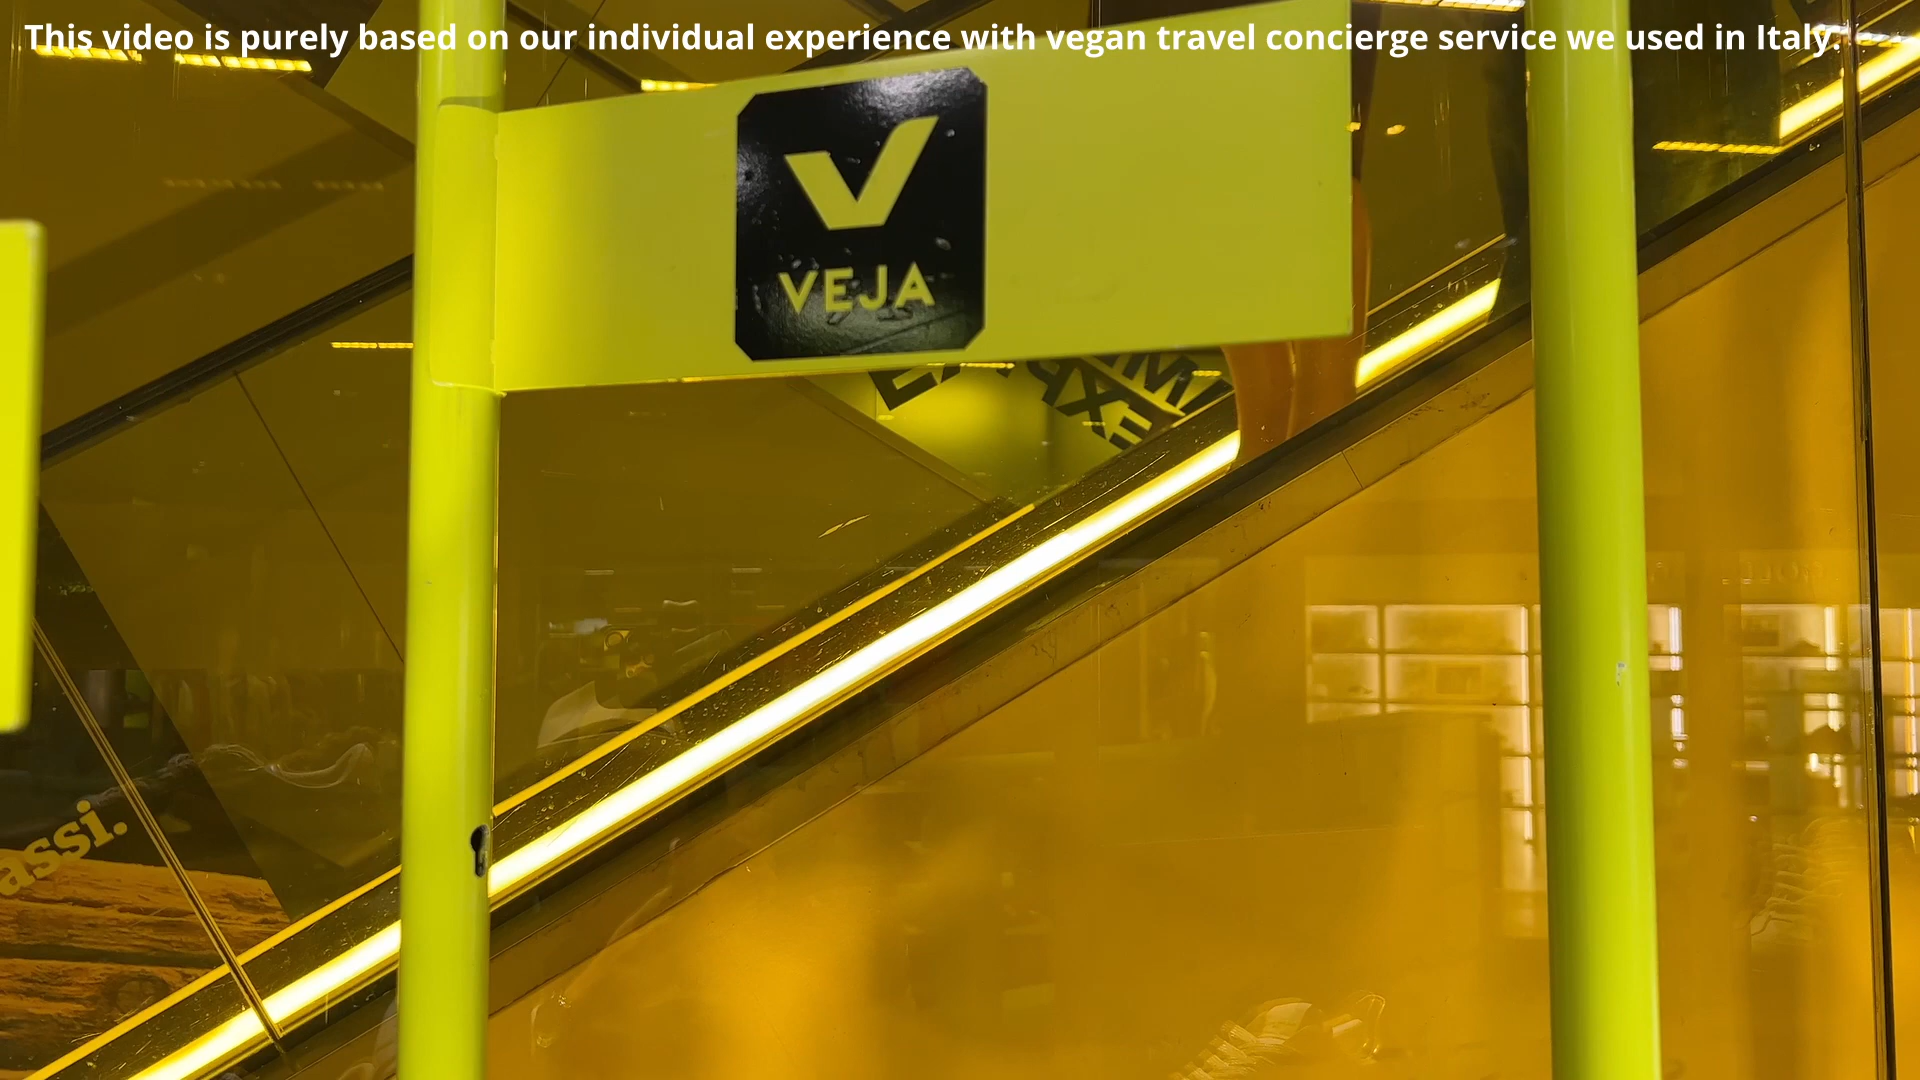 This video is purely based on our individual experience with vegan travel concierge service we used in Italy.
VEJA
assi.